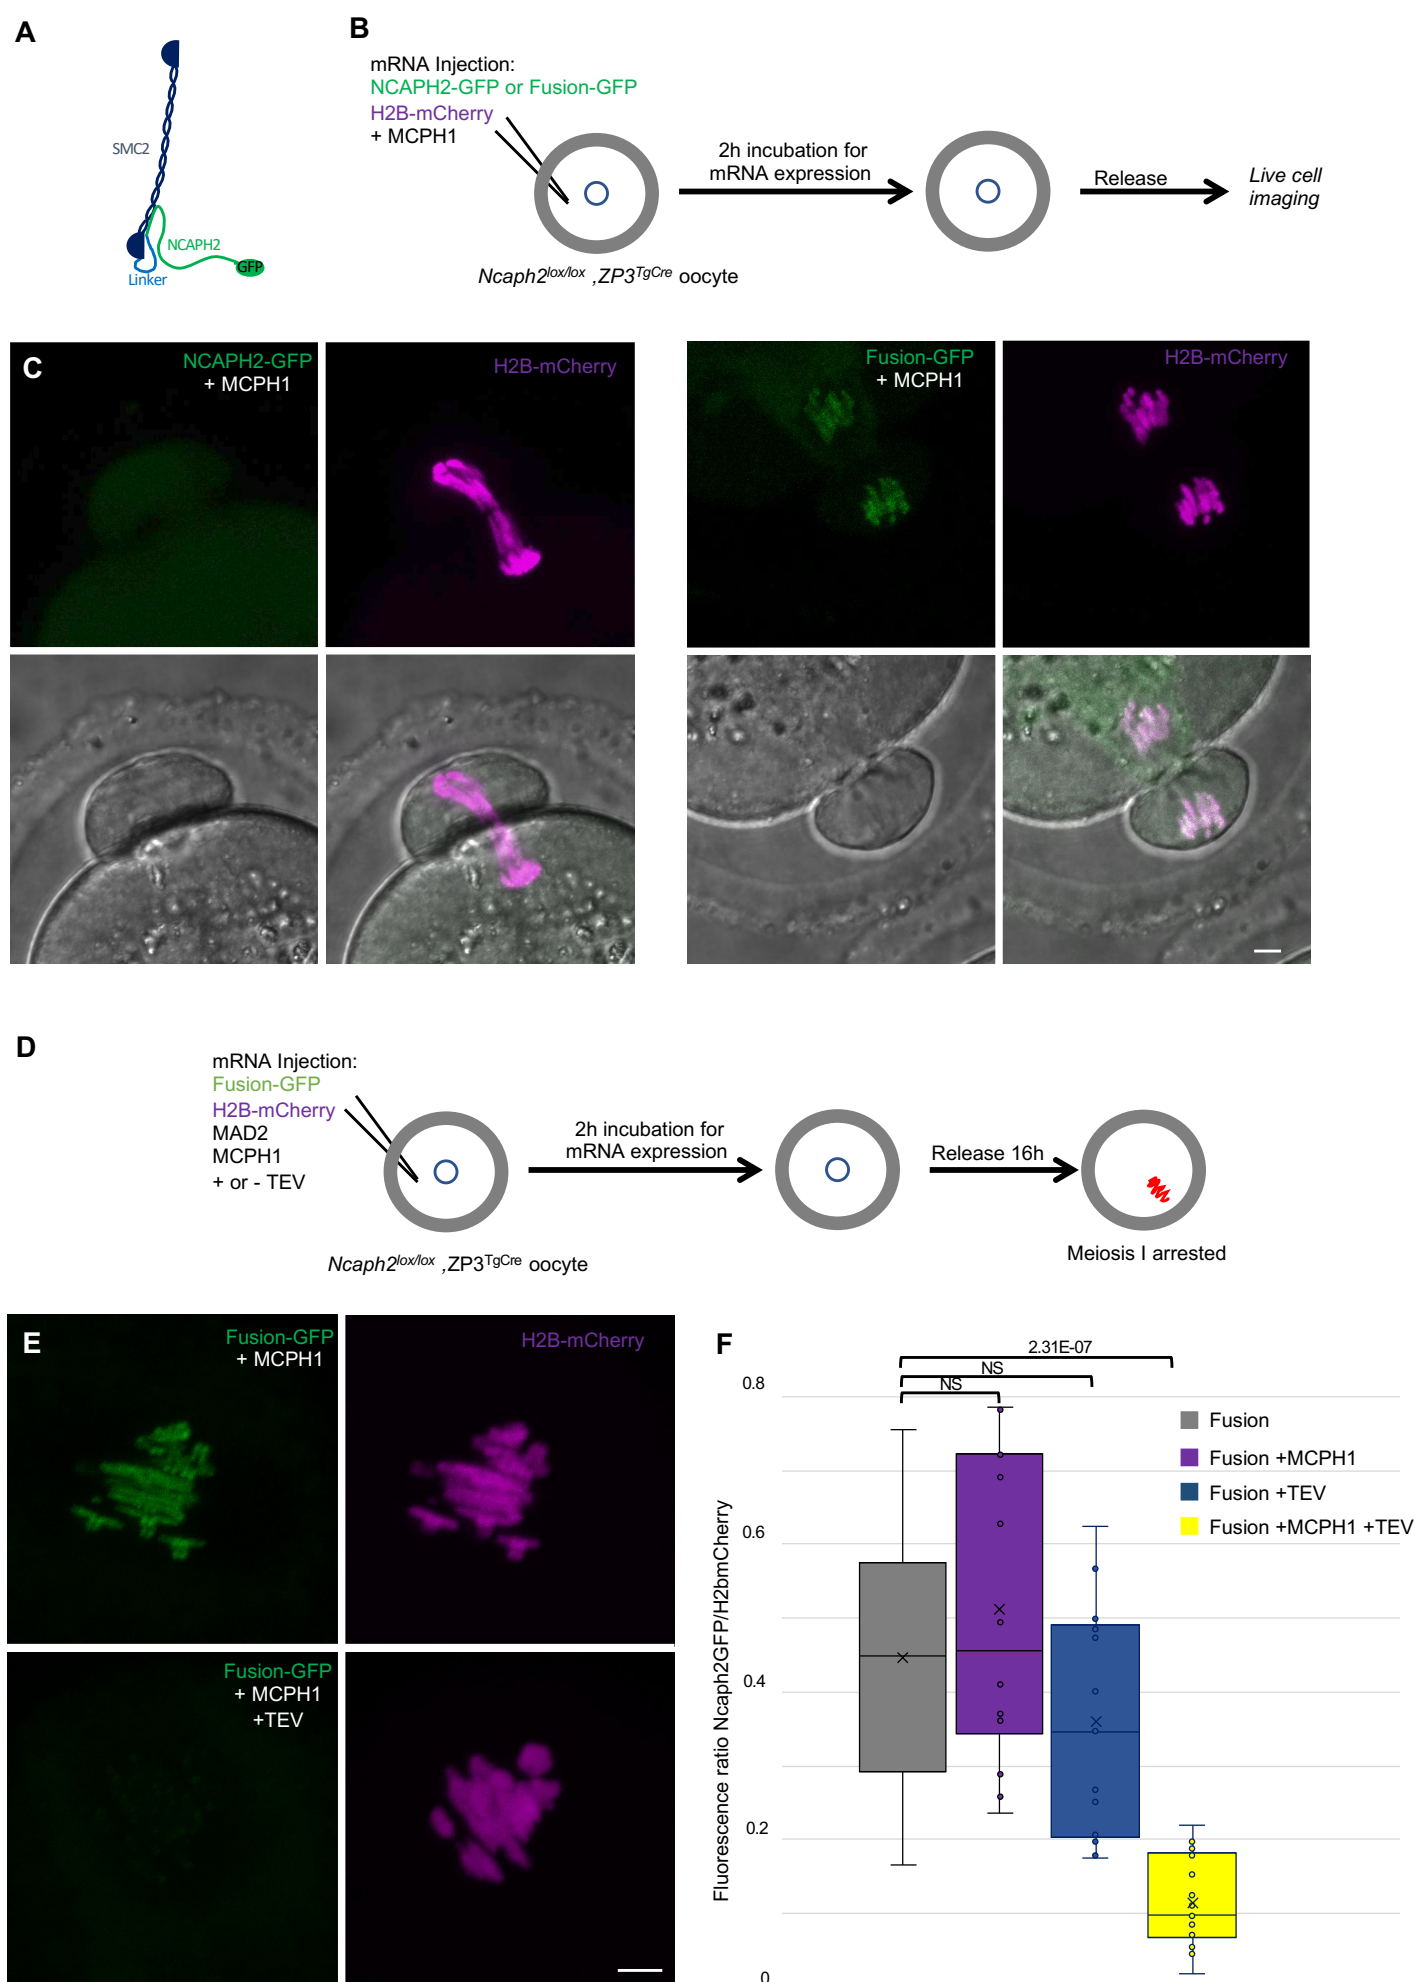 A
SMC2
NCAPH2
GFP
Linker
B
mRNA Injection:
NCAPH2-GFP or Fusion-GFP
H2B-mCherry
+ MCPH1
2h incubation for
mRNA expression
Release
Live cell
imaging
Ncaph2lox/lox ,ZP3TgCre oocyte
C
NCAPH2-GFP
+ MCPH1
H2B-mCherry
Fusion-GFP
+ MCPH1
H2B-mCherry
D
mRNA Injection:
Fusion-GFP
H2B-mCherry
MAD2
MCPH1
+ or - TEV
2h incubation for
mRNA expression
Release 16h
Meiosis I arrested
Ncaph2lox/lox ,ZP3TgCre oocyte
E
Fusion-GFP
+ MCPH1
H2B-mCherry
Fusion-GFP
+ MCPH1
+TEV
F
2.31E-07
NS
NS
0.8
0.6
0.4
0.2
0
Fluorescence ratio Ncaph2GFP/H2bmCherry
Fusion
Fusion +MCPH1
Fusion +TEV
Fusion +MCPH1 +TEV